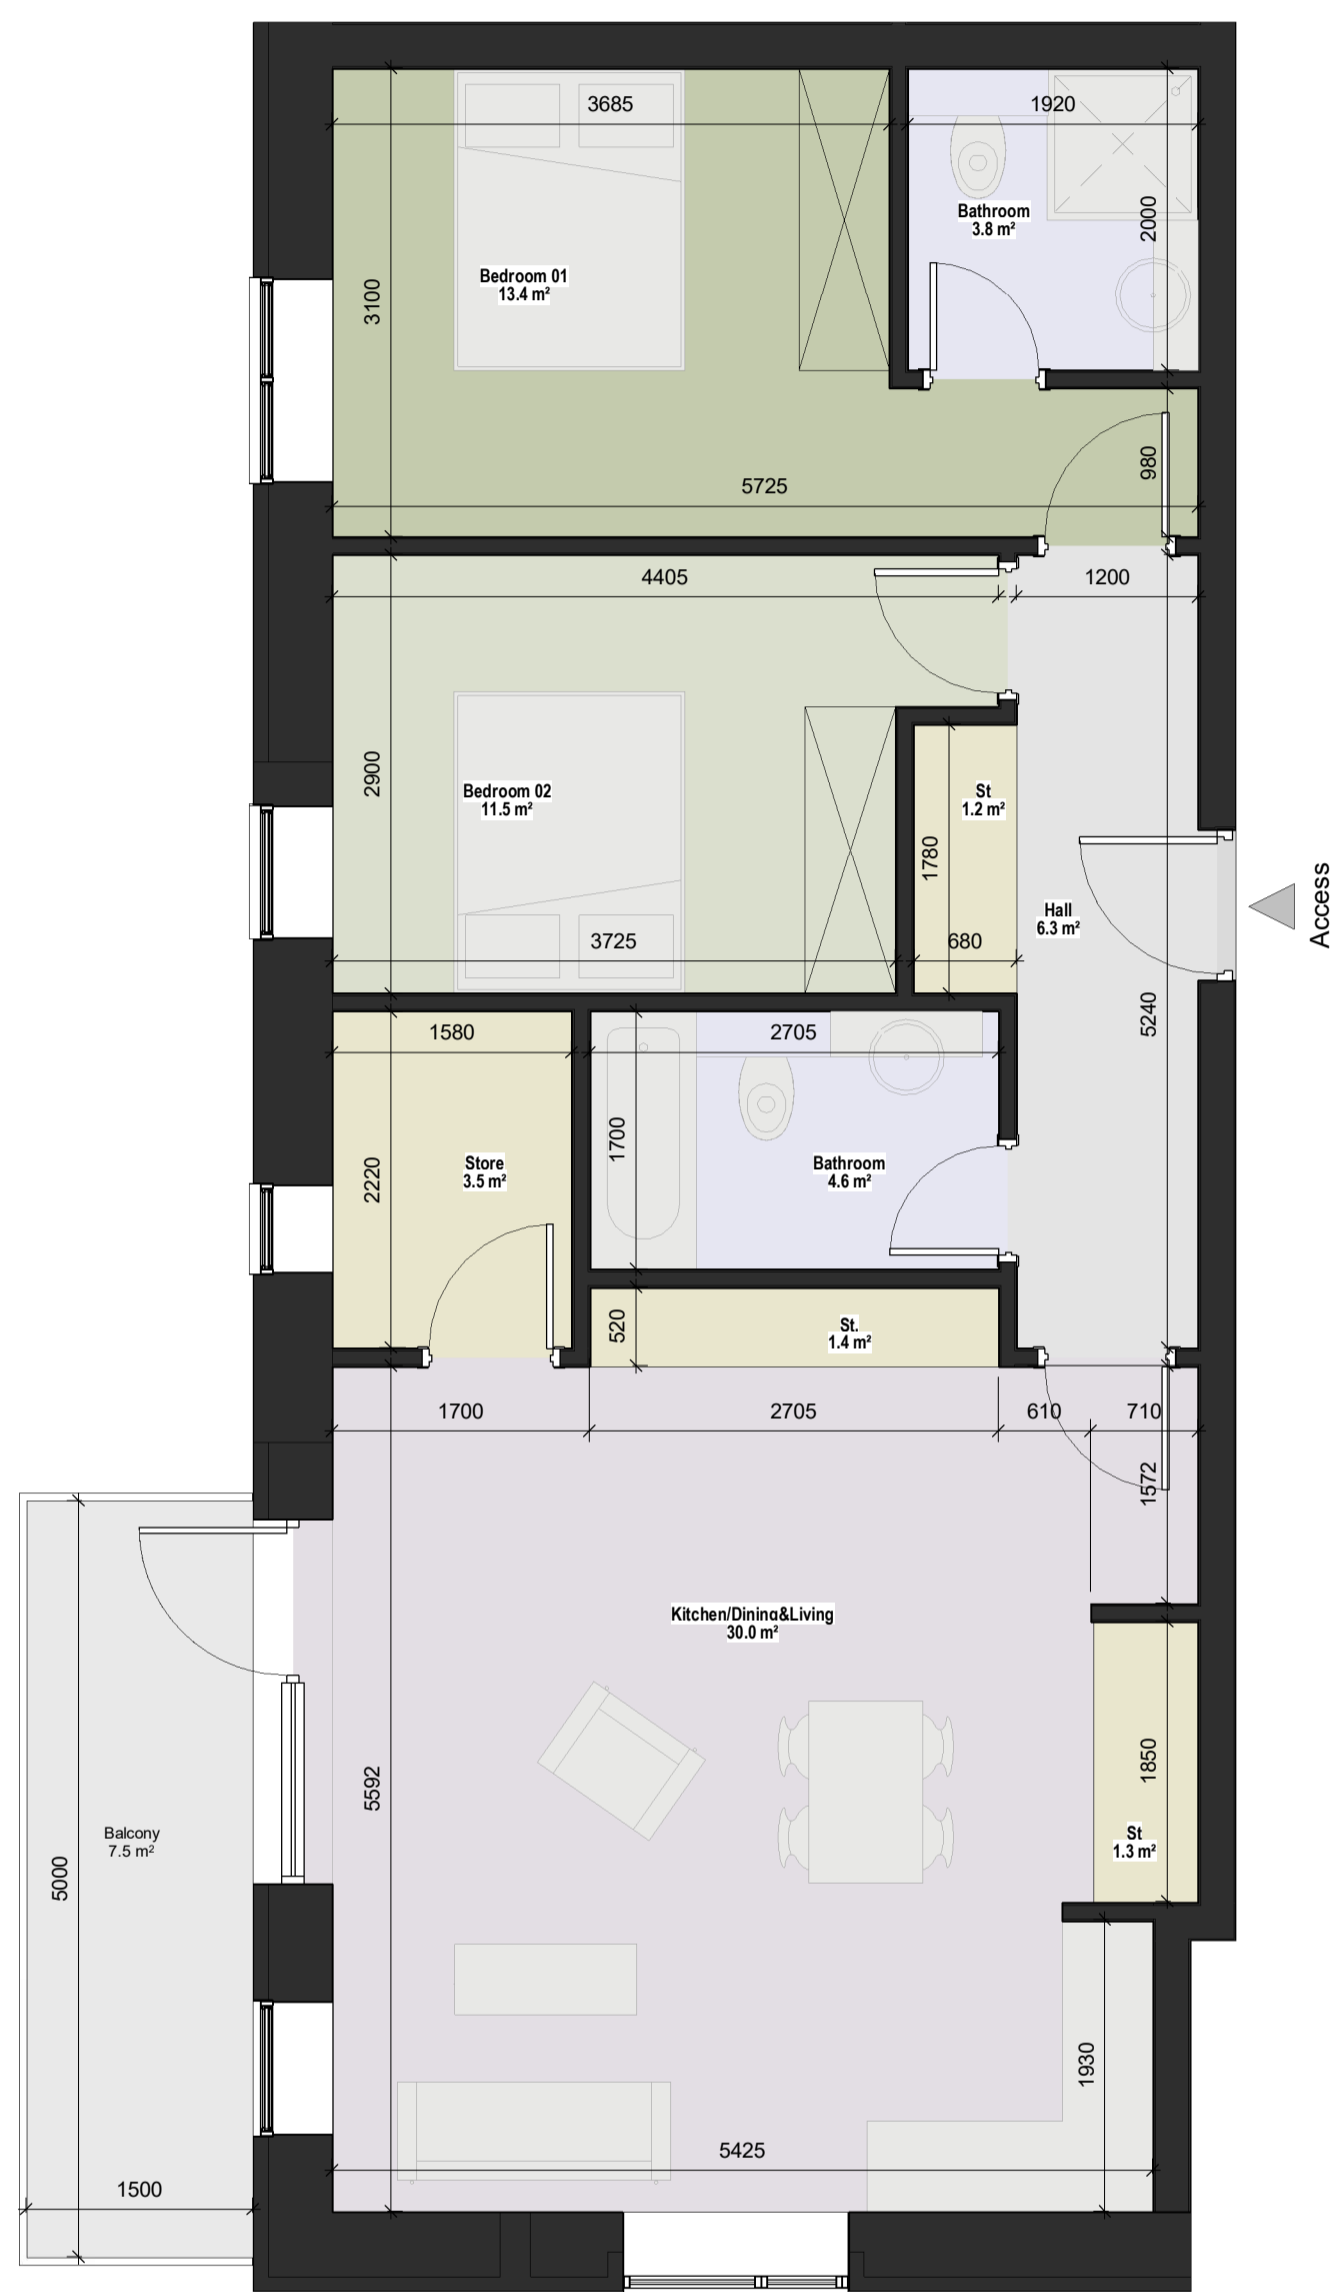 3685
1920
Bathroom
3.8 m²
2000
Bedroom 01
13.4 m²
3100
980
5725
4405
1200
2900
Bedroom 02
11.5 m²
St
1.2 m²
1780
Hall
6.3 m²
Access
3725
680
5240
1580
2705
1700
Store
3.5 m²
2220
Bathroom
4.6 m²
520
St.
1.4 m²
1700
2705
610
710
1572
Kitchen/Dining&Living
30.0 m²
5592
1850
St
1.3 m²
Balcony
7.5 m²
5000
1930
5425
1500